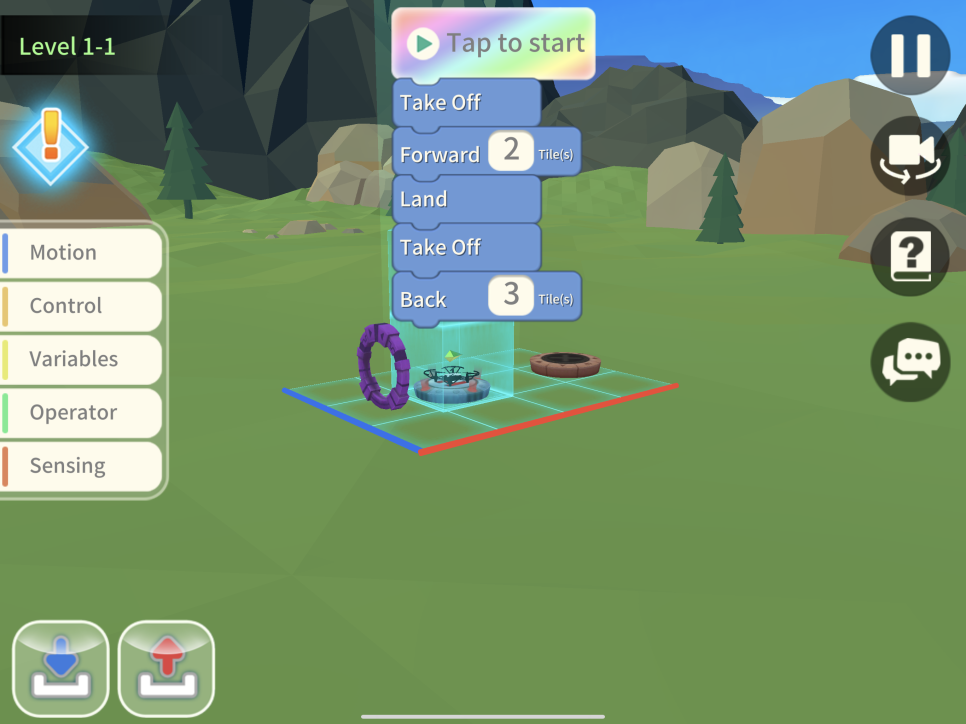 Level 1-1
Tap to start
Take Off
Forward 2 Tile(s)
Land
Take Off
Back 3 Tile(s)
Motion
Control
Variables
Operator
Sensing